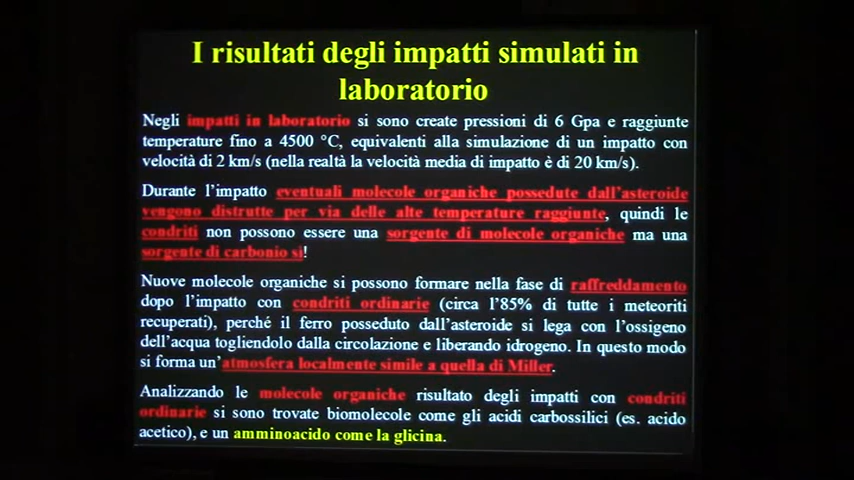 I risultati degli impatti simulati in
laboratorio
Negli impatti in laboratorio si sono create pressioni di 6 Gpa e raggiunte
temperature fino a 4500 °C, equivalenti alla simulazione di un impatto con
velocità di 2 km/s (nella realtà la velocità media di impatto è di 20 km/s).
Durante l'impatto eventuali molecole organiche possedute dall'asteroide
vengono distrutte per via delle alte temperature raggiunte, quindi le
condriti non possono essere una sorgente di molecole organiche ma una
sorgente di carbonio sì!
Nuove molecole organiche si possono formare nella fase di raffreddamento
dopo l'impatto con condriti ordinarie (circa l'85% di tutte i meteoriti
recuperati), perché il ferro posseduto dall'asteroide si lega con l'ossigeno
dell'acqua togliendolo dalla circolazione e liberando idrogeno. In questo modo
si forma un'atmosfera localmente simile a quella di Miller.
Analizzando le molecole organiche risultato degli impatti con condriti
ordinarie si sono trovate biomolecole come gli acidi carbossilici (es. acido
acetico), e un amminoacido come la glicina.